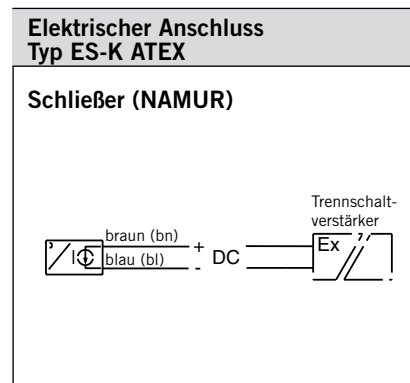 Elektrischer Anschluss
Typ ES-K ATEX
Schließer (NAMUR)
Trennschalt-
verstärker
braun (bn)
+
Ex
I
DC
blau (bl)
-